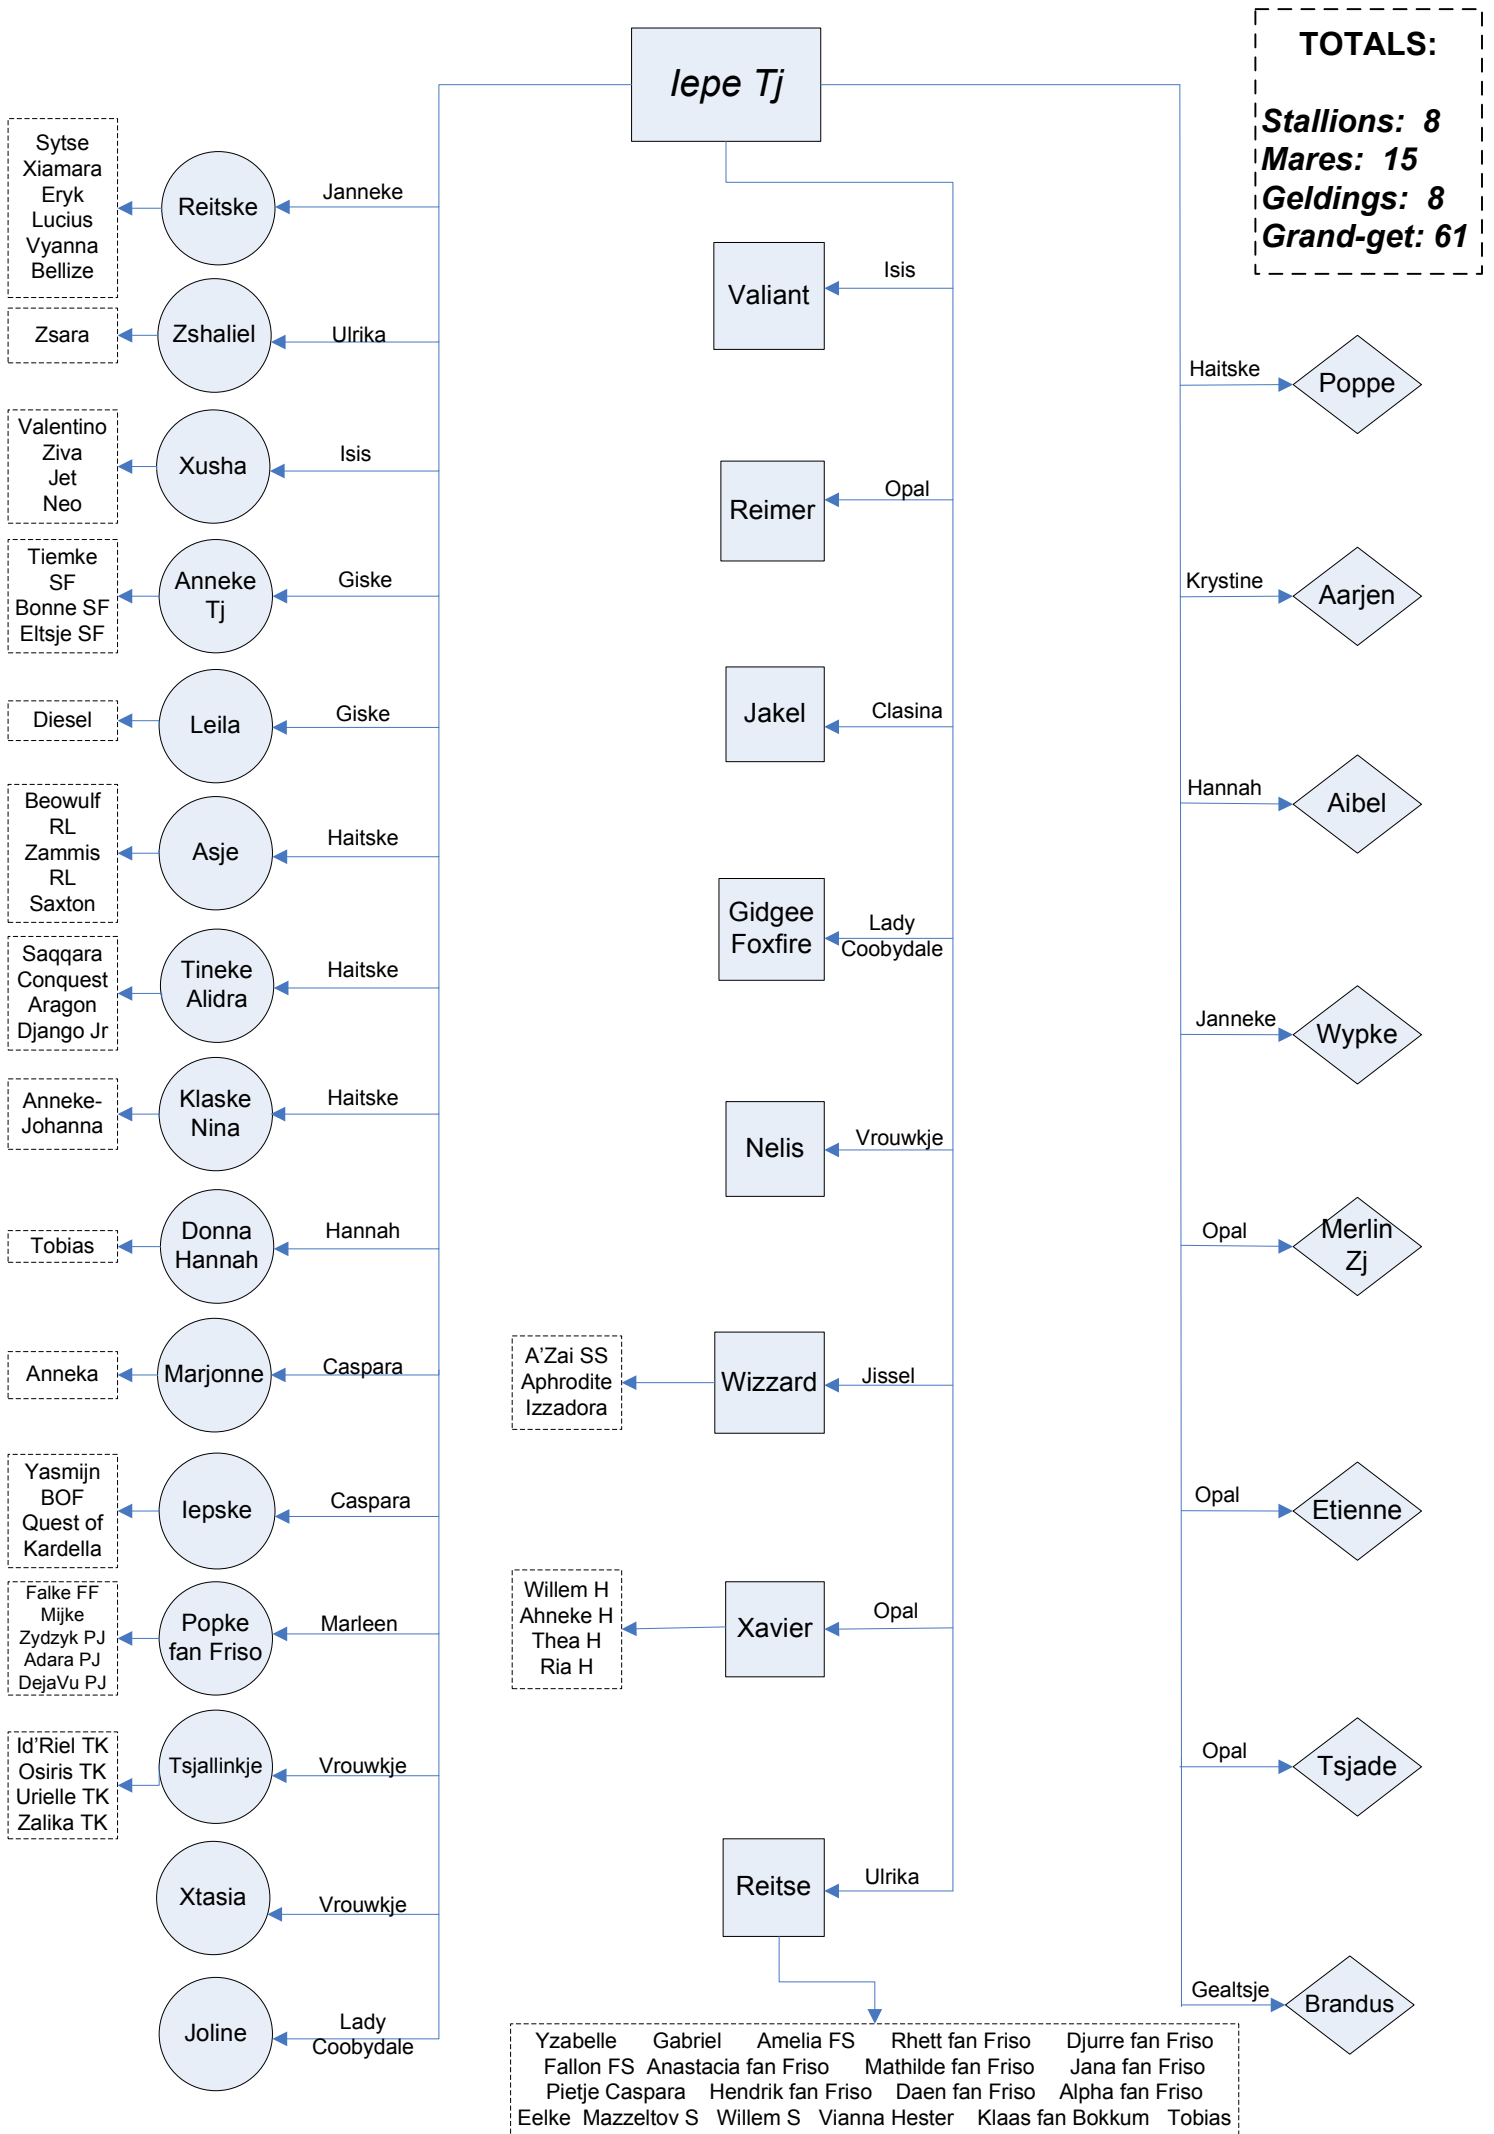 Iepe Tj
TOTALS:
Stallions: 8
Mares: 15
Geldings: 8
Grand-get: 61
Sytse
Xiamara
Eryk
Lucius
Vyanna
Bellize
Reitske
Janneke
Zsara
Zshaliel
Ulrika
Valentino
Ziva
Jet
Neo
Xusha
Isis
Tiemke
SF
Bonne SF
Eltsje SF
Anneke
Tj
Giske
Diesel
Leila
Giske
Beowulf
RL
Zammis
RL
Saxton
Asje
Haitske
Saqqara
Conquest
Aragon
Django Jr
Tineke
Alidra
Haitske
Anneke-
Johanna
Klaske
Nina
Haitske
Tobias
Donna
Hannah
Hannah
Anneka
Marjonne
Caspara
Yasmijn
BOF
Quest of
Kardella
Iepske
Caspara
Falke FF
Mijke
Zydzyk PJ
Adara PJ
DejaVu PJ
Popke
fan Friso
Marleen
Id'Riel TK
Osiris TK
Urielle TK
Zalika TK
Tsjallinkje
Vrouwkje
Xtasia
Vrouwkje
Joline
Lady
Coobydale
Valiant
Isis
Reimer
Opal
Jakel
Clasina
Gidgee
Foxfire
Lady
Coobydale
Nelis
Vrouwkje
A'Zai SS
Aphrodite
Izzadora
Wizzard
Jissel
Willem H
Ahneke H
Thea H
Ria H
Xavier
Opal
Reitse
Ulrika
Yzabelle Gabriel Amelia FS Rhett fan Friso Djurre fan Friso
Fallon FS Anastacia fan Friso Mathilde fan Friso Jana fan Friso
Pietje Caspara Hendrik fan Friso Daen fan Friso Alpha fan Friso
Eelke Mazzeltov S Willem S Vianna Hester Klaas fan Bokkum Tobias
Haitske
Poppe
Krystine
Aarjen
Hannah
Aibel
Janneke
Wypke
Opal
Merlin
Zj
Opal
Etienne
Opal
Tsjade
Gealtsje
Brandus